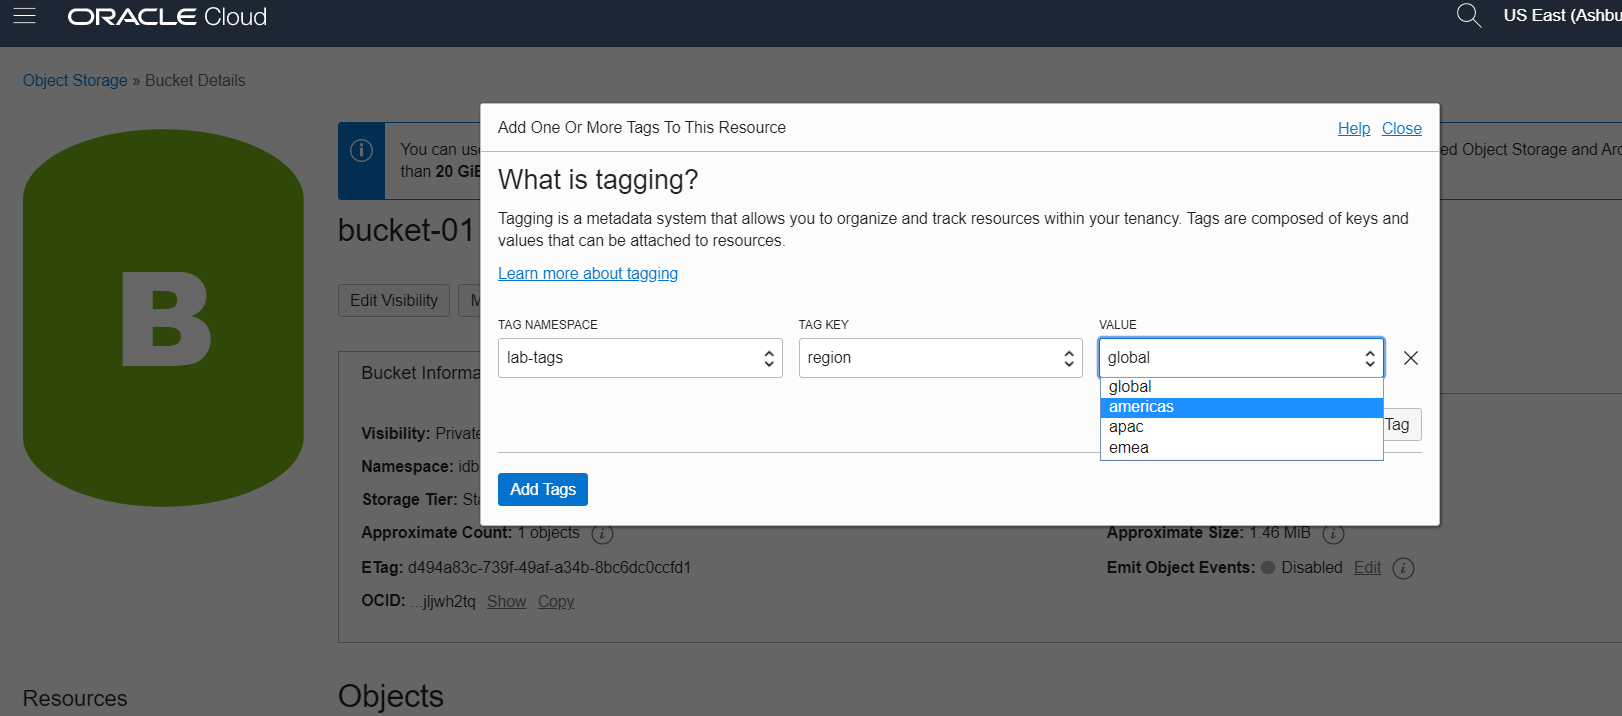 ORACLE Cloud
US East (Ashbu
Object Storage » Bucket Details
Add One Or More Tags To This Resource
Help Close
You can us
ed Object Storage and Arc
than 20 GiB
What is tagging?
Tagging is a metadata system that allows you to organize and track resources within your tenancy. Tags are composed of keys and
values that can be attached to resources.
Learn more about tagging
B
bucket-01
Edit Visibility
TAG NAMESPACE TAG KEY VALUE
lab-tags region global
global
americas
apac
emea
Tag
Add Tags
Bucket Informa
Visibility: Private
Namespace: idb
Storage Tier: Sta
Approximate Count: 1 objects
Approximate Size: 1.46 MiB
ETag: d494a83c-739f-49af-a34b-8bc6dc0ccfd1
Emit Object Events: Disabled Edit
OCID: ...jljwh2tq Show Copy
Resources
Objects